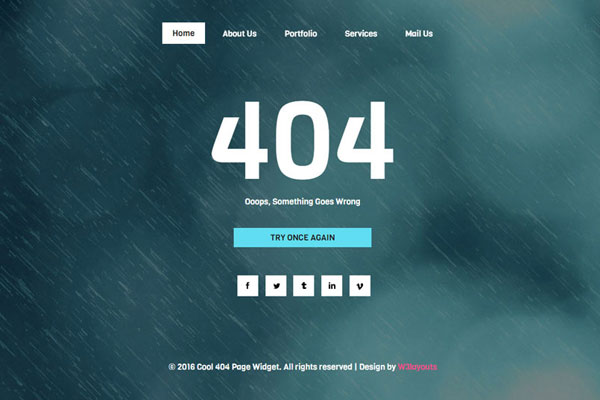 Home About Us Portfolio Services Mail Us
404
Ooops, Something Goes Wrong
TRY ONCE AGAIN
© 2016 Cool 404 Page Widget. All rights reserved | Design by W3layouts